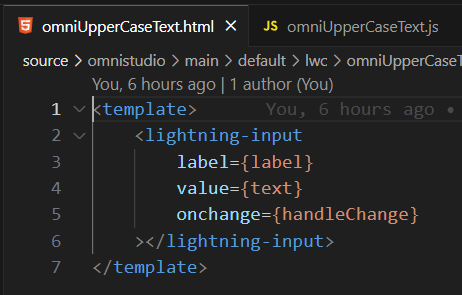 omniUpperCaseText.html × JS omniUpperCaseText.js
source > omnistudio > main > default > lwc > omniUpperCaseT
You, 6 hours ago | 1 author (You)
1 <template> You, 6 hours ago •
2 <lightning-input
3 label={label}
4 value={text}
5 onchange={handleChange}
6 ></lightning-input>
7 </template>